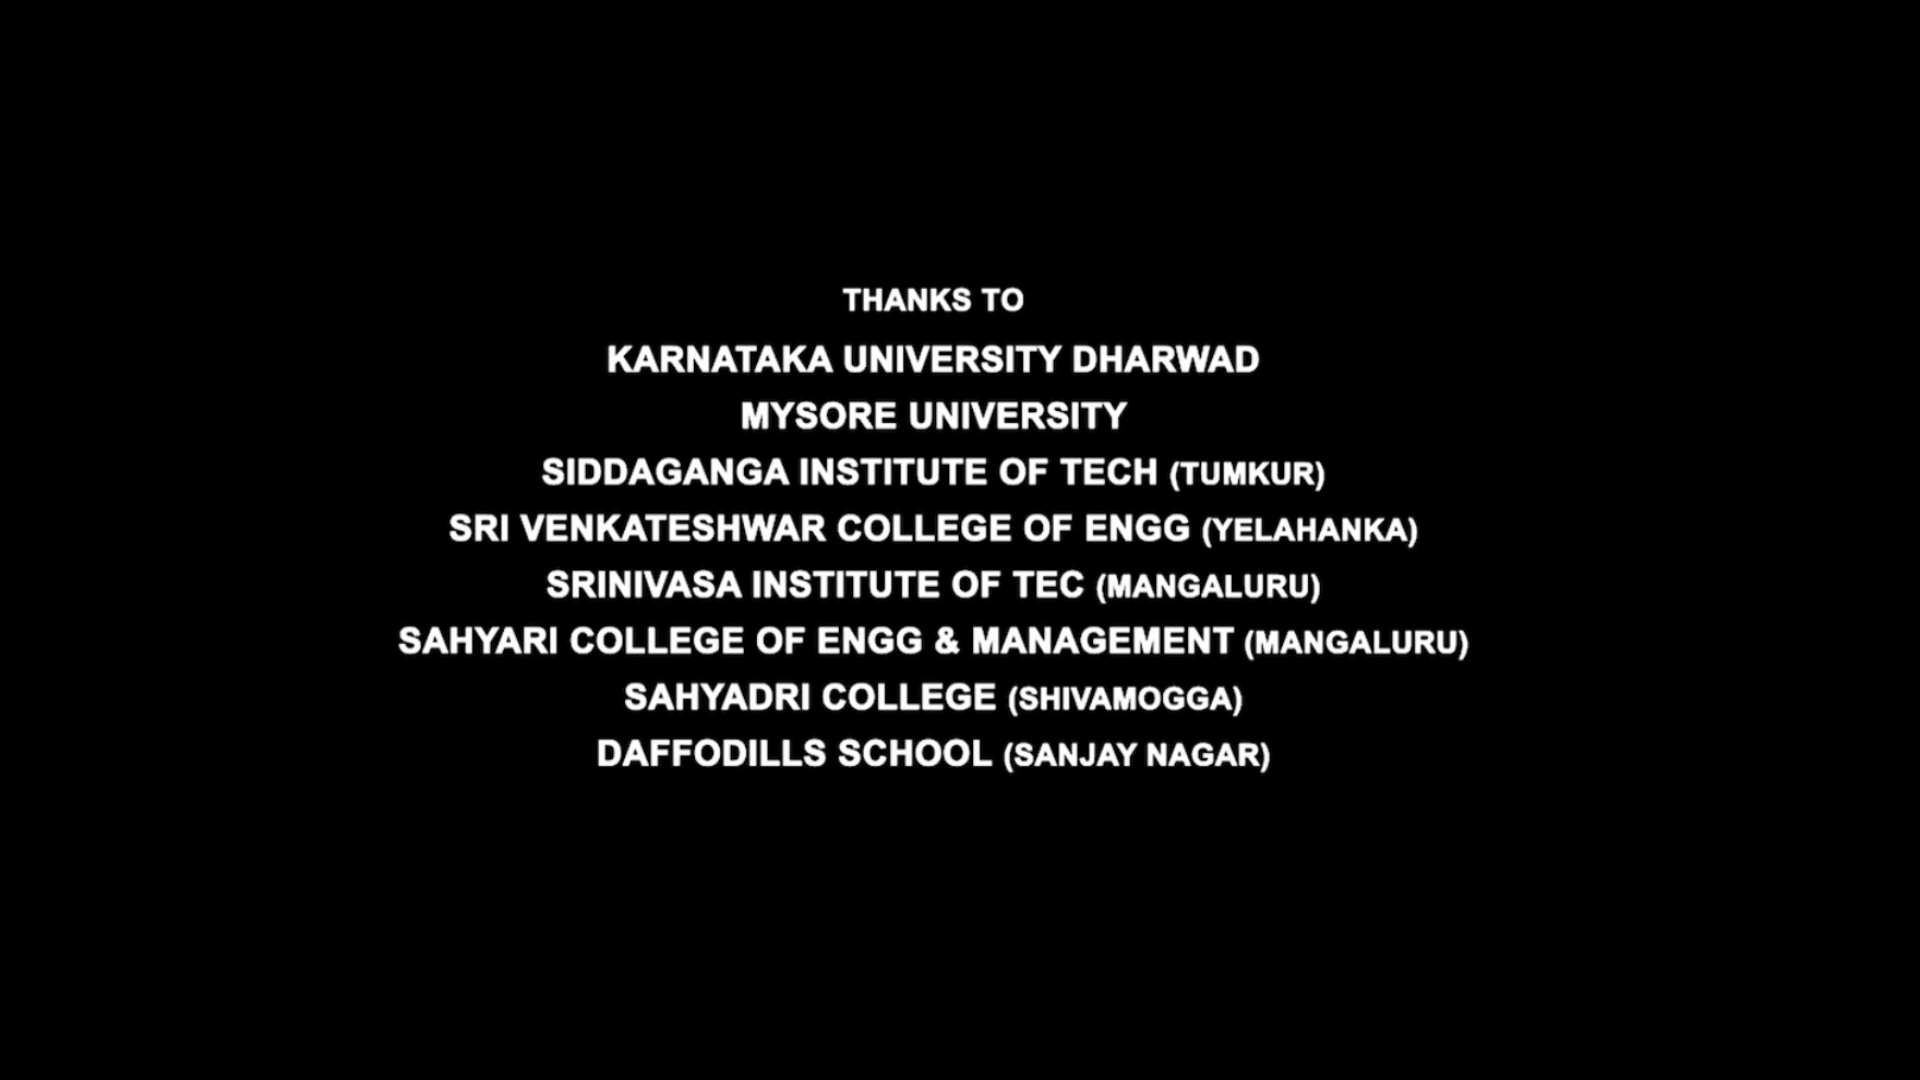 THANKS TO
KARNATAKA UNIVERSITY DHARWAD
MYSORE UNIVERSITY
SIDDAGANGA INSTITUTE OF TECH (TUMKUR)
SRI VENKATESHWAR COLLEGE OF ENGG (YELAHANKA)
SRINIVASA INSTITUTE OF TEC (MANGALURU)
SAHYARI COLLEGE OF ENGG & MANAGEMENT (MANGALURU)
SAHYADRI COLLEGE (SHIVAMOGGA)
DAFFODILLS SCHOOL (SANJAY NAGAR)